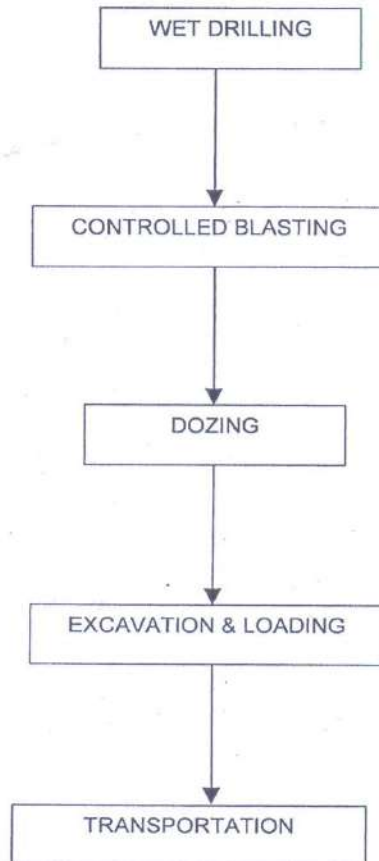 WET DRILLING
CONTROLLED BLASTING
DOZING
EXCAVATION & LOADING
TRANSPORTATION